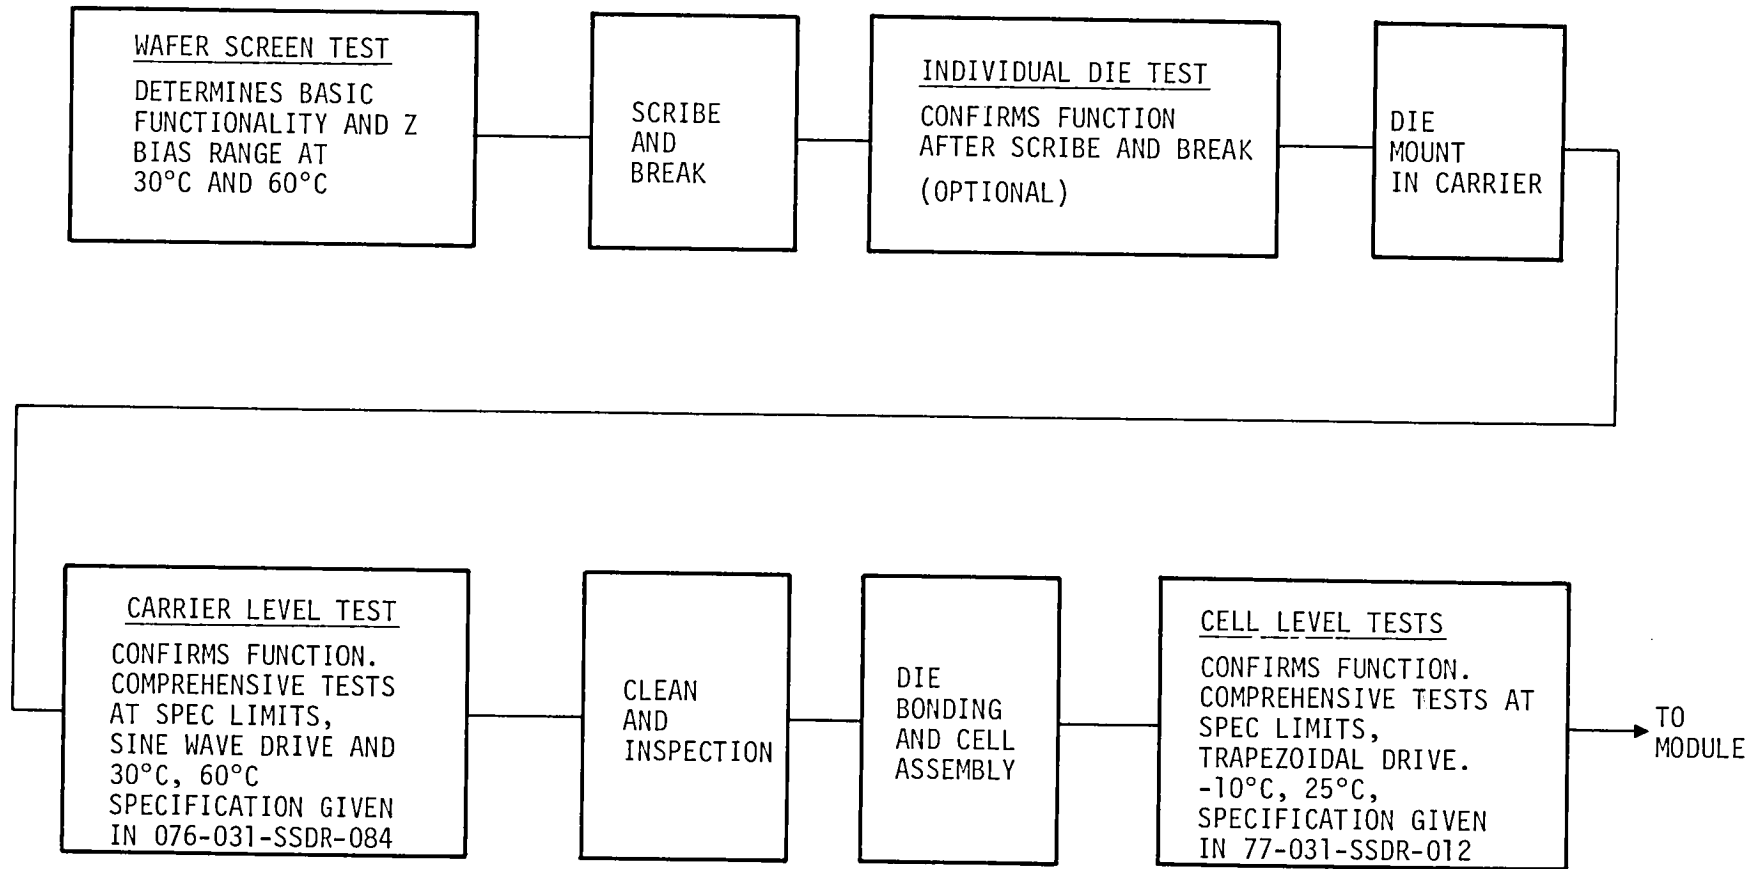 WAFER SCREEN TEST
DETERMINES BASIC
FUNCTIONALITY AND Z
BIAS RANGE AT
30°C AND 60°C
SCRIBE
AND
BREAK
INDIVIDUAL DIE TEST
CONFIRMS FUNCTION
AFTER SCRIBE AND BREAK
(OPTIONAL)
DIE
MOUNT
IN CARRIER
CARRIER LEVEL TEST
CONFIRMS FUNCTION.
COMPREHENSIVE TESTS
AT SPEC LIMITS,
SINE WAVE DRIVE AND
30°C, 60°C
SPECIFICATION GIVEN
IN 076-031-SSDR-084
CLEAN
AND
INSPECTION
DIE
BONDING
AND CELL
ASSEMBLY
CELL LEVEL TESTS
CONFIRMS FUNCTION.
COMPREHENSIVE TESTS AT
SPEC LIMITS,
TRAPEZOIDAL DRIVE.
-10°C, 25°C,
SPECIFICATION GIVEN
IN 77-031-SSDR-012
TO
MODULE